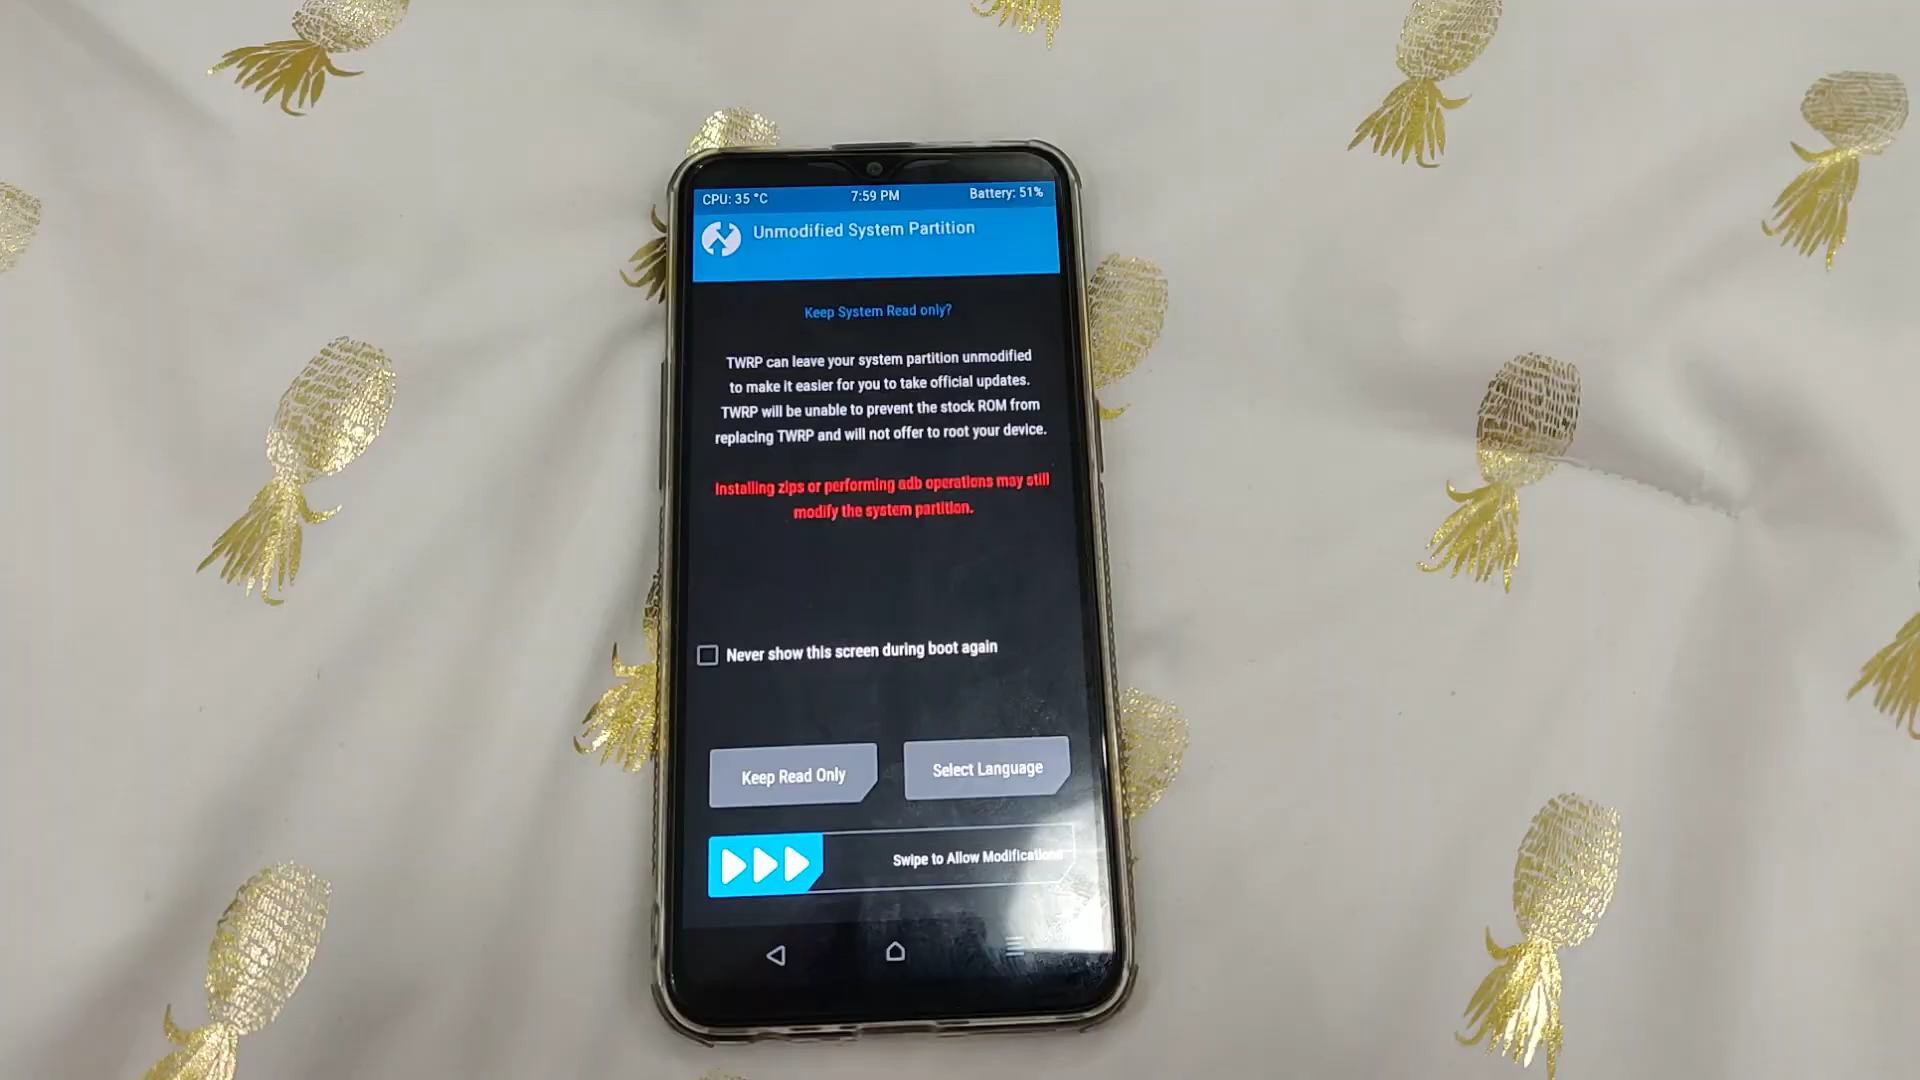 CPU: 35 °C 7:59 PM Battery: 51%
Unmodified System Partition
Keep System Read only?
TWRP can leave your system partition unmodified
to make it easier for you to take official updates.
TWRP will be unable to prevent the stock ROM from
replacing TWRP and will not offer to root your device.
Installing zips or performing adb operations may still
modify the system partition.
Never show this screen during boot again
Keep Read Only Select Language
Swipe to Allow Modifications